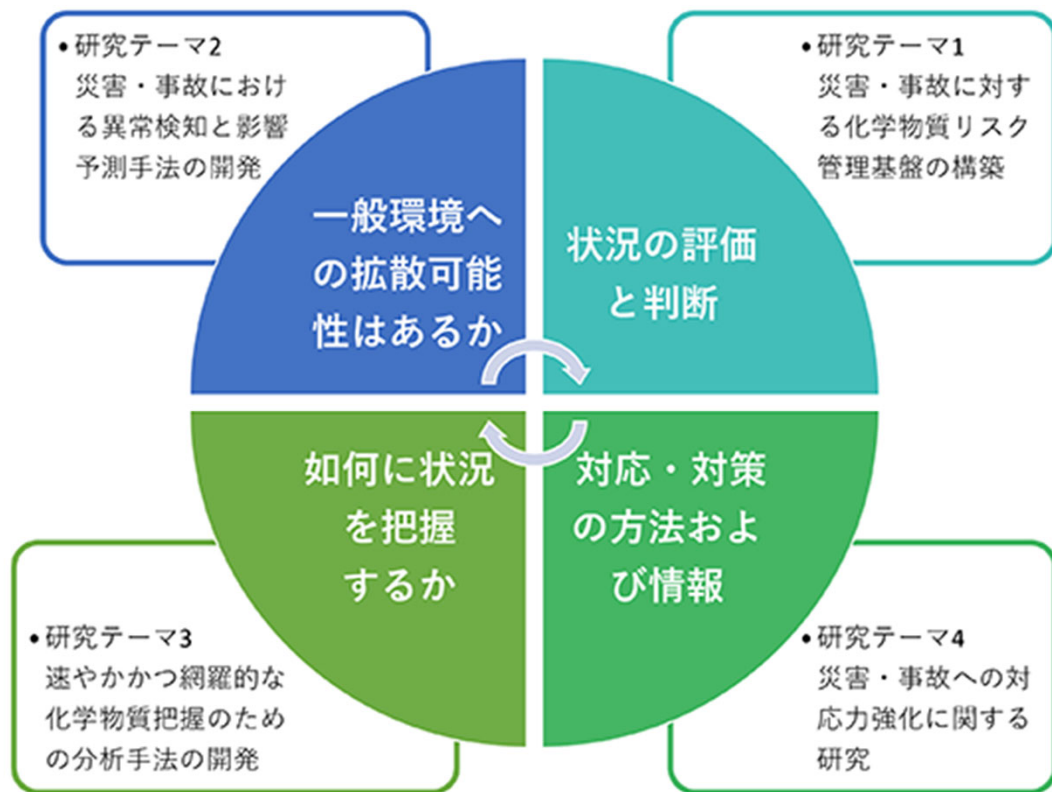 • 研究テーマ2
災害・事故におけ
る異常検知と影響
予測手法の開発
• 研究テーマ1
災害・事故に対す
る化学物質リスク
管理基盤の構築
一般環境へ
の拡散可能
性はあるか
状況の評価
と判断
如何に状況
を把握
するか
対応・対策
の方法およ
び情報
• 研究テーマ3
速やかかつ網羅的な
化学物質把握のため
の分析手法の開発
• 研究テーマ4
災害・事故への対
応力強化に関する
研究